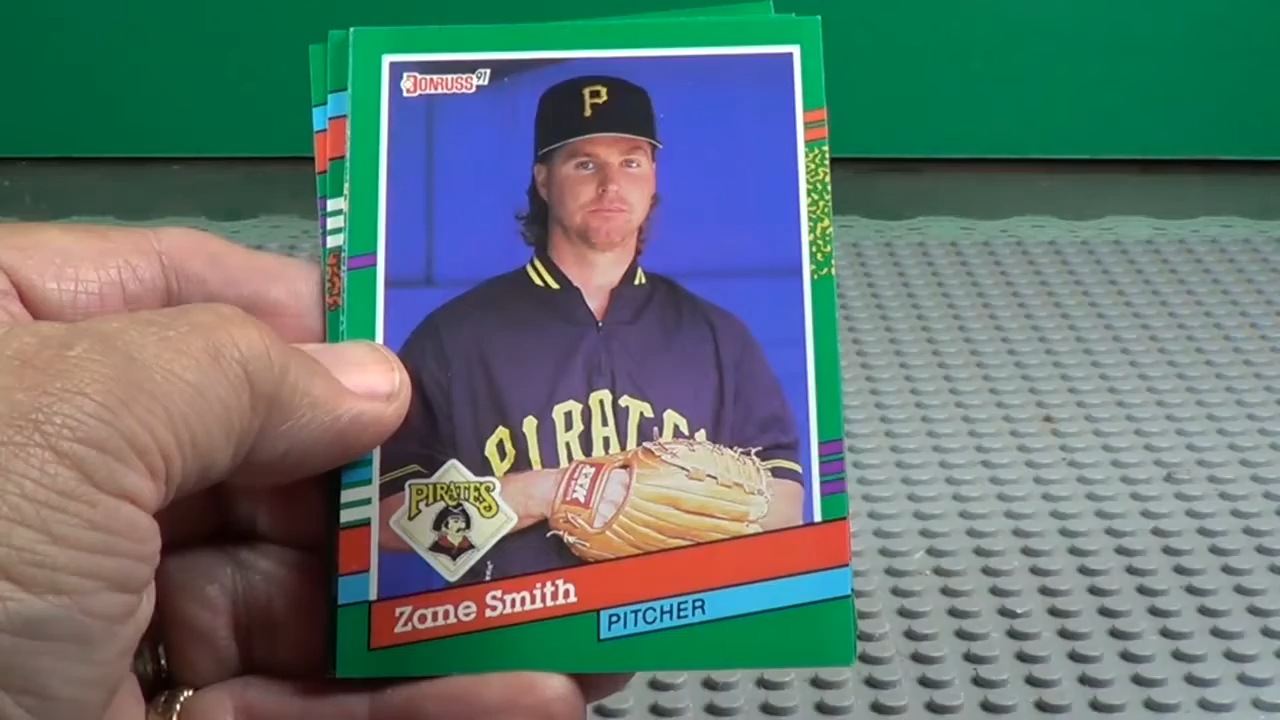 DONRUSS 91
P
PIRATES
PIRATES
Zane Smith
PITCHER